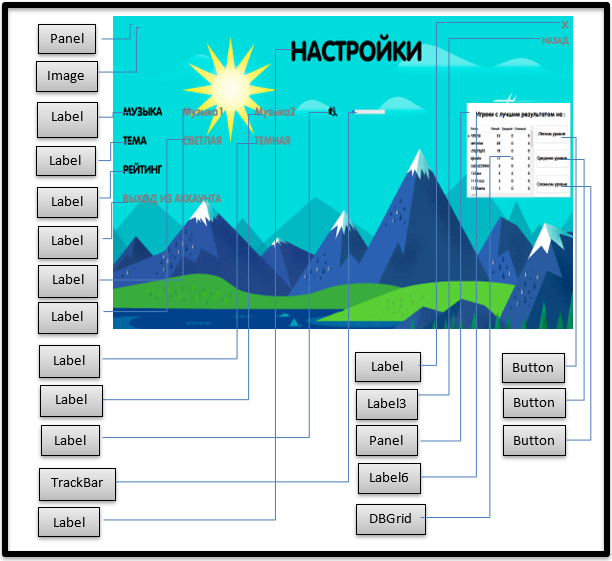 Panel
НАСТРОЙКИ
X
НАЗАД
Image
Label
МУЗЫКА
Музыка1
Музыка2
Игроки с лучшим результатом на :
Легком уровне
Label
ТЕМА
СВЕТЛАЯ
ТЕМНАЯ
Среднем уровне
РЕЙТИНГ
Сложном уровне
Label
ВЫХОД ИЗ АККАУНТА
Label
Label
Label
Label
Label
Label
TrackBar
Label
Label
Label3
Panel
Label6
DBGrid
Button
Button
Button